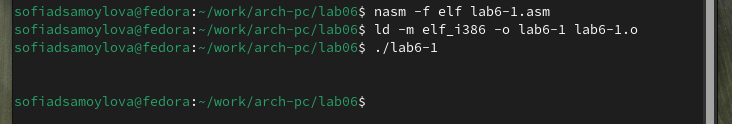 sofiadsamoylova@fedora:~/work/arch-pc/lab06$ nasm -f elf lab6-1.asm
sofiadsamoylova@fedora:~/work/arch-pc/lab06$ ld -m elf_i386 -o lab6-1 lab6-1.o
sofiadsamoylova@fedora:~/work/arch-pc/lab06$ ./lab6-1
sofiadsamoylova@fedora:~/work/arch-pc/lab06$